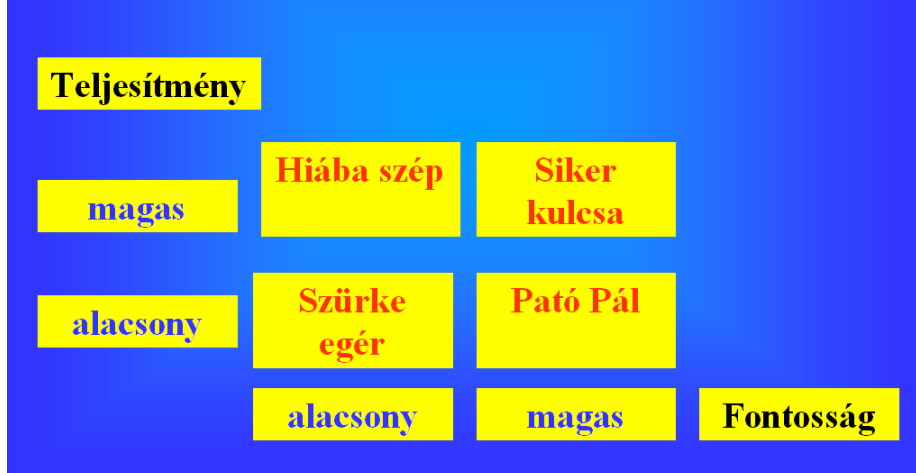 Teljesítmény
Hiába szép
Siker
kulcsa
magas
Szürke
egér
Pató Pál
alacsony
alacsony
magas
Fontosság